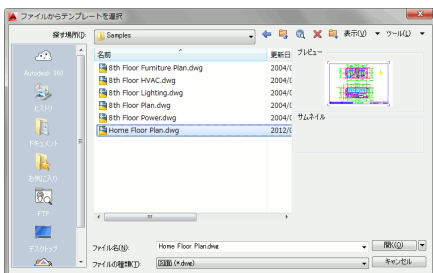 ファイルからテンプレートを選択
探す場所(I): Samples 表示(V) ツール(L)
名前 更新日 プレビュー
8th Floor Furniture Plan.dwg 2004/0
8th Floor HVAC.dwg 2004/0
8th Floor Lighting.dwg 2004/0
8th Floor Plan.dwg 2004/0
8th Floor Power.dwg 2004/0
Home Floor Plan.dwg 2012/0
サムネイル
Autodesk 360
ヒストリ
ドキュメント
お気に入り
FTP
デスクトップ
ファイル名(N): Home Floor Plan.dwg 開く(O)
ファイルの種類(T): 図面 (*.dwg) キャンセル